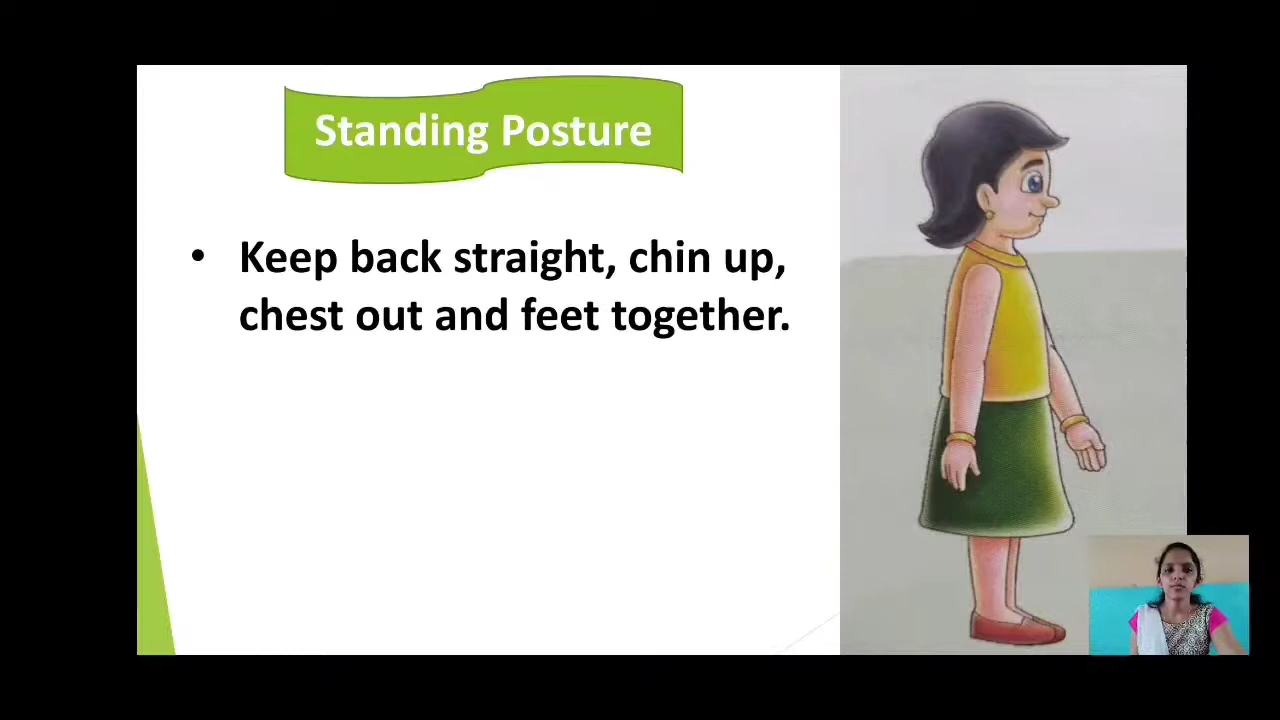 Standing Posture
• Keep back straight, chin up,
chest out and feet together.